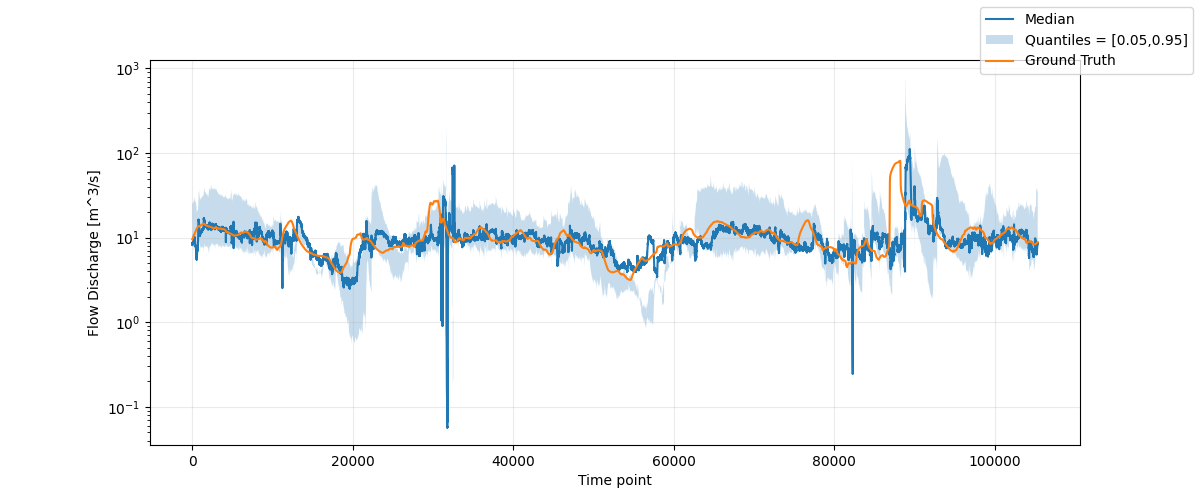 Median
Quantiles = [0.05,0.95]
Ground Truth
10^3
10^2
10^1
10^0
10^-1
Flow Discharge [m^3/s]
0 20000 40000 60000 80000 100000
Time point